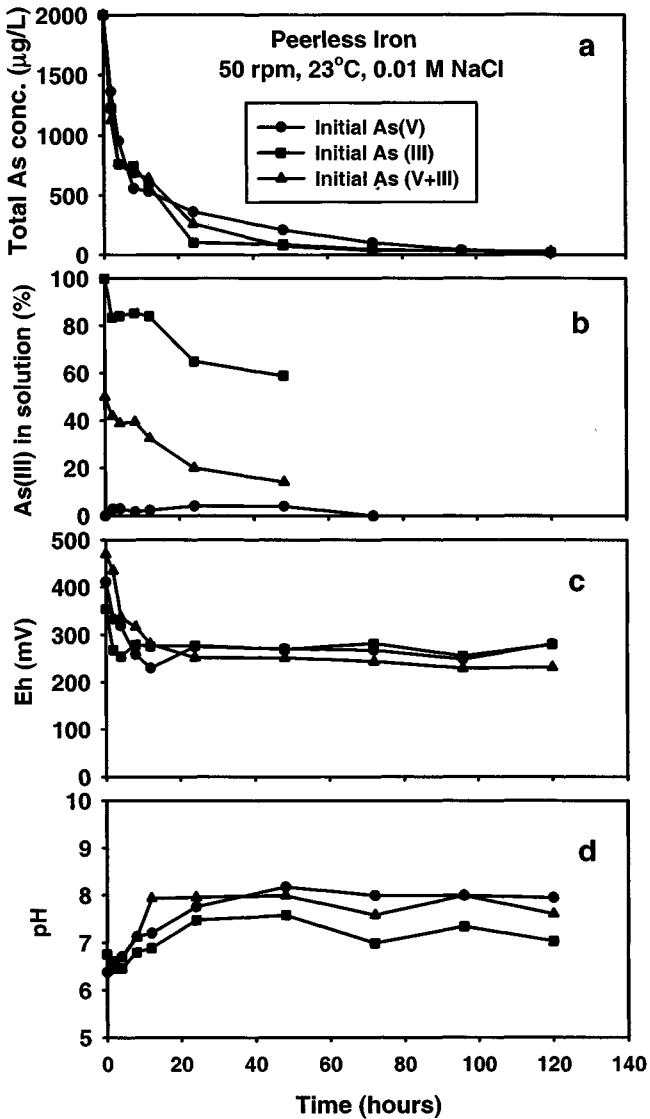 2000
1500
1000
500
0
Total As conc. (µg/L)
Peerless Iron
50 rpm, 23°C, 0.01 M NaCl
a
Initial As(V)
Initial As (III)
Initial As (V+III)
100
80
60
40
20
0
As(III) in solution (%)
b
500
400
300
200
100
0
Eh (mV)
c
10
9
8
7
6
5
pH
d
0 20 40 60 80 100 120 140
Time (hours)